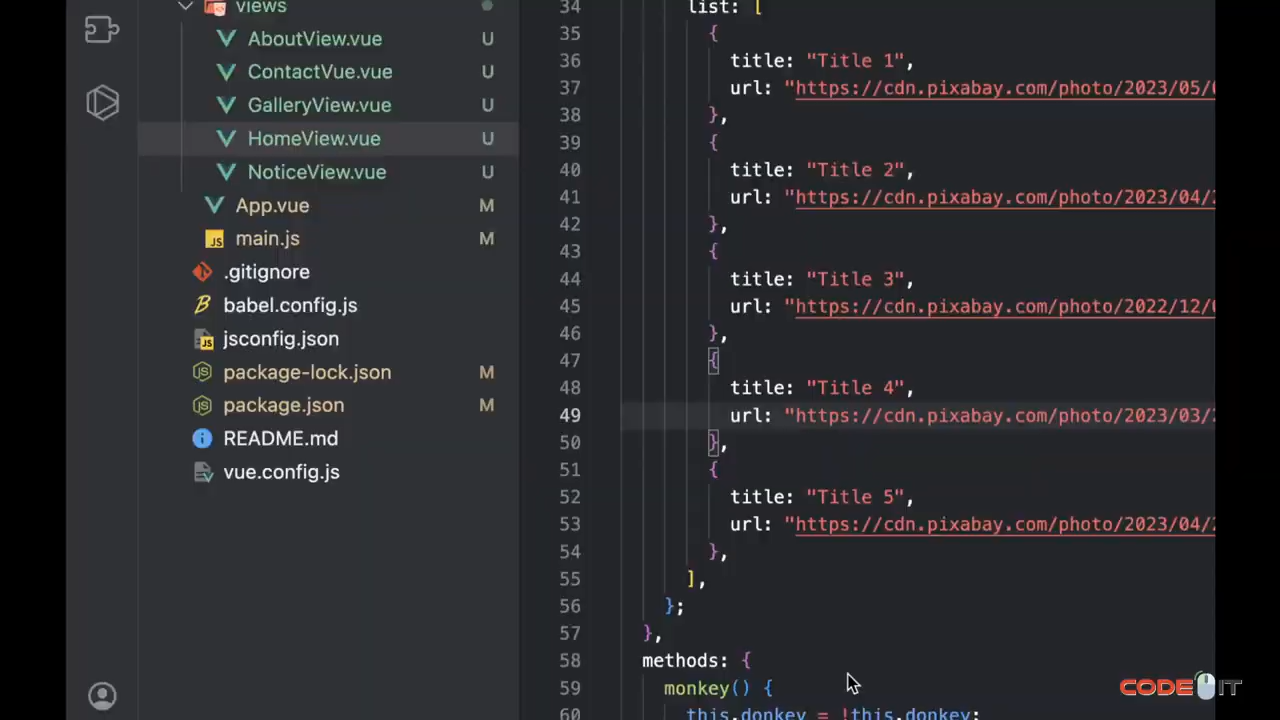 views
AboutView.vue U
ContactVue.vue U
GalleryView.vue U
HomeView.vue U
NoticeView.vue U
App.vue M
JS main.js M
.gitignore
babel.config.js
JS jsconfig.json
package-lock.json M
package.json M
README.md
vue.config.js
34 list: [
35 {
36 title: "Title 1",
37 url: "https://cdn.pixabay.com/photo/2023/05/
38 },
39 {
40 title: "Title 2",
41 url: "https://cdn.pixabay.com/photo/2023/04/
42 },
43 {
44 title: "Title 3",
45 url: "https://cdn.pixabay.com/photo/2022/12/
46 },
47 {
48 title: "Title 4",
49 url: "https://cdn.pixabay.com/photo/2023/03/
50 },
51 {
52 title: "Title 5",
53 url: "https://cdn.pixabay.com/photo/2023/04/
54 },
55 ],
56 };
57 },
58 methods: {
59 monkey() {
60 this.donkey = !this.donkey;
CODE IT